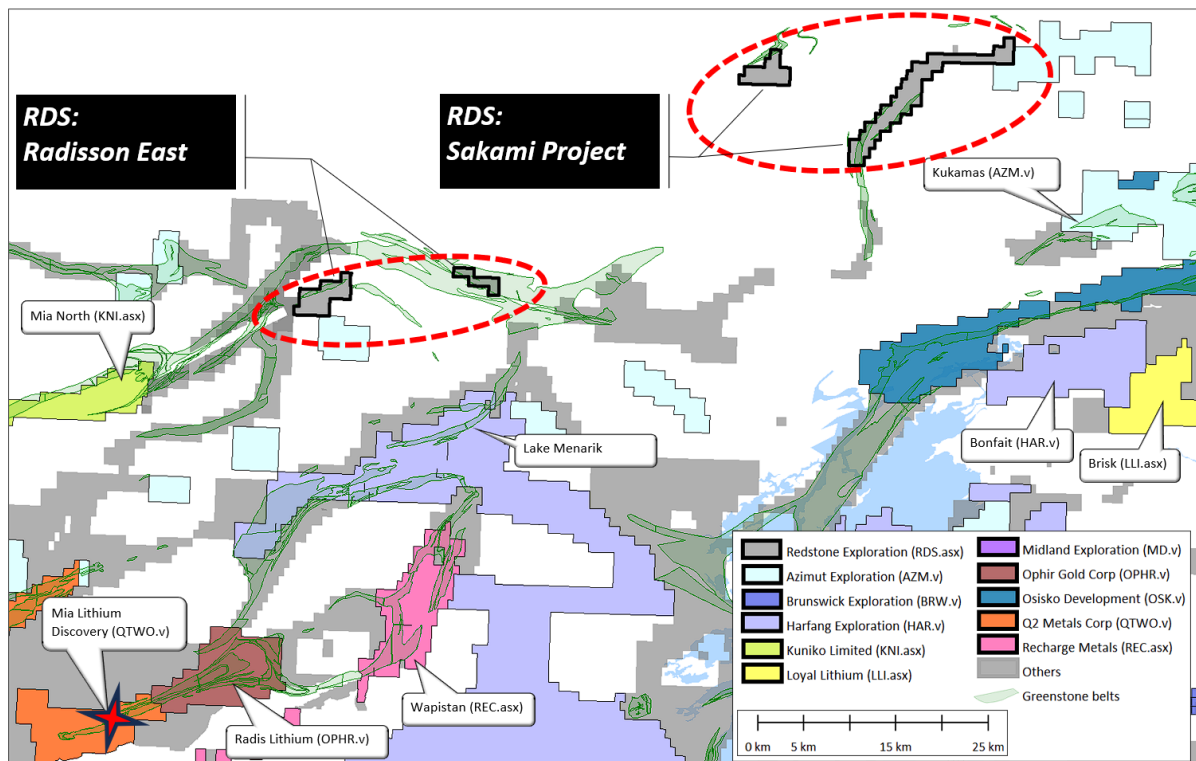 RDS:
Radisson East
RDS:
Sakami Project
Kukamas (AZM.v)
Mia North (KNI.asx)
Lake Menarik
Bonfait (HAR.v)
Brisk (LLI.asx)
Mia Lithium
Discovery (QTWO.v)
Wapistan (REC.asx)
Radis Lithium (OPHR.v)
Redstone Exploration (RDS.asx)
Azimut Exploration (AZM.v)
Brunswick Exploration (BRW.v)
Harfang Exploration (HAR.v)
Kuniko Limited (KNI.asx)
Loyal Lithium (LLI.asx)
Midland Exploration (MD.v)
Ophir Gold Corp (OPHR.v)
Osisko Development (OSK.v)
Q2 Metals Corp (QTWO.v)
Recharge Metals (REC.asx)
Others
Greenstone belts
0 km 5 km 15 km 25 km